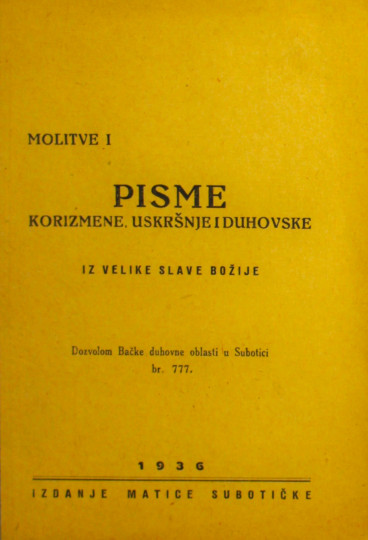 MOLITVE I
PISME
KORIZMENE, USKRŠNJE I DUHOVSKE
IZ VELIKE SLAVE BOŽIJE
Dozvolom Bačke duhovne oblasti u Subotici
br. 777.
1936
IZDANJE MATICE SUBOTIČKE